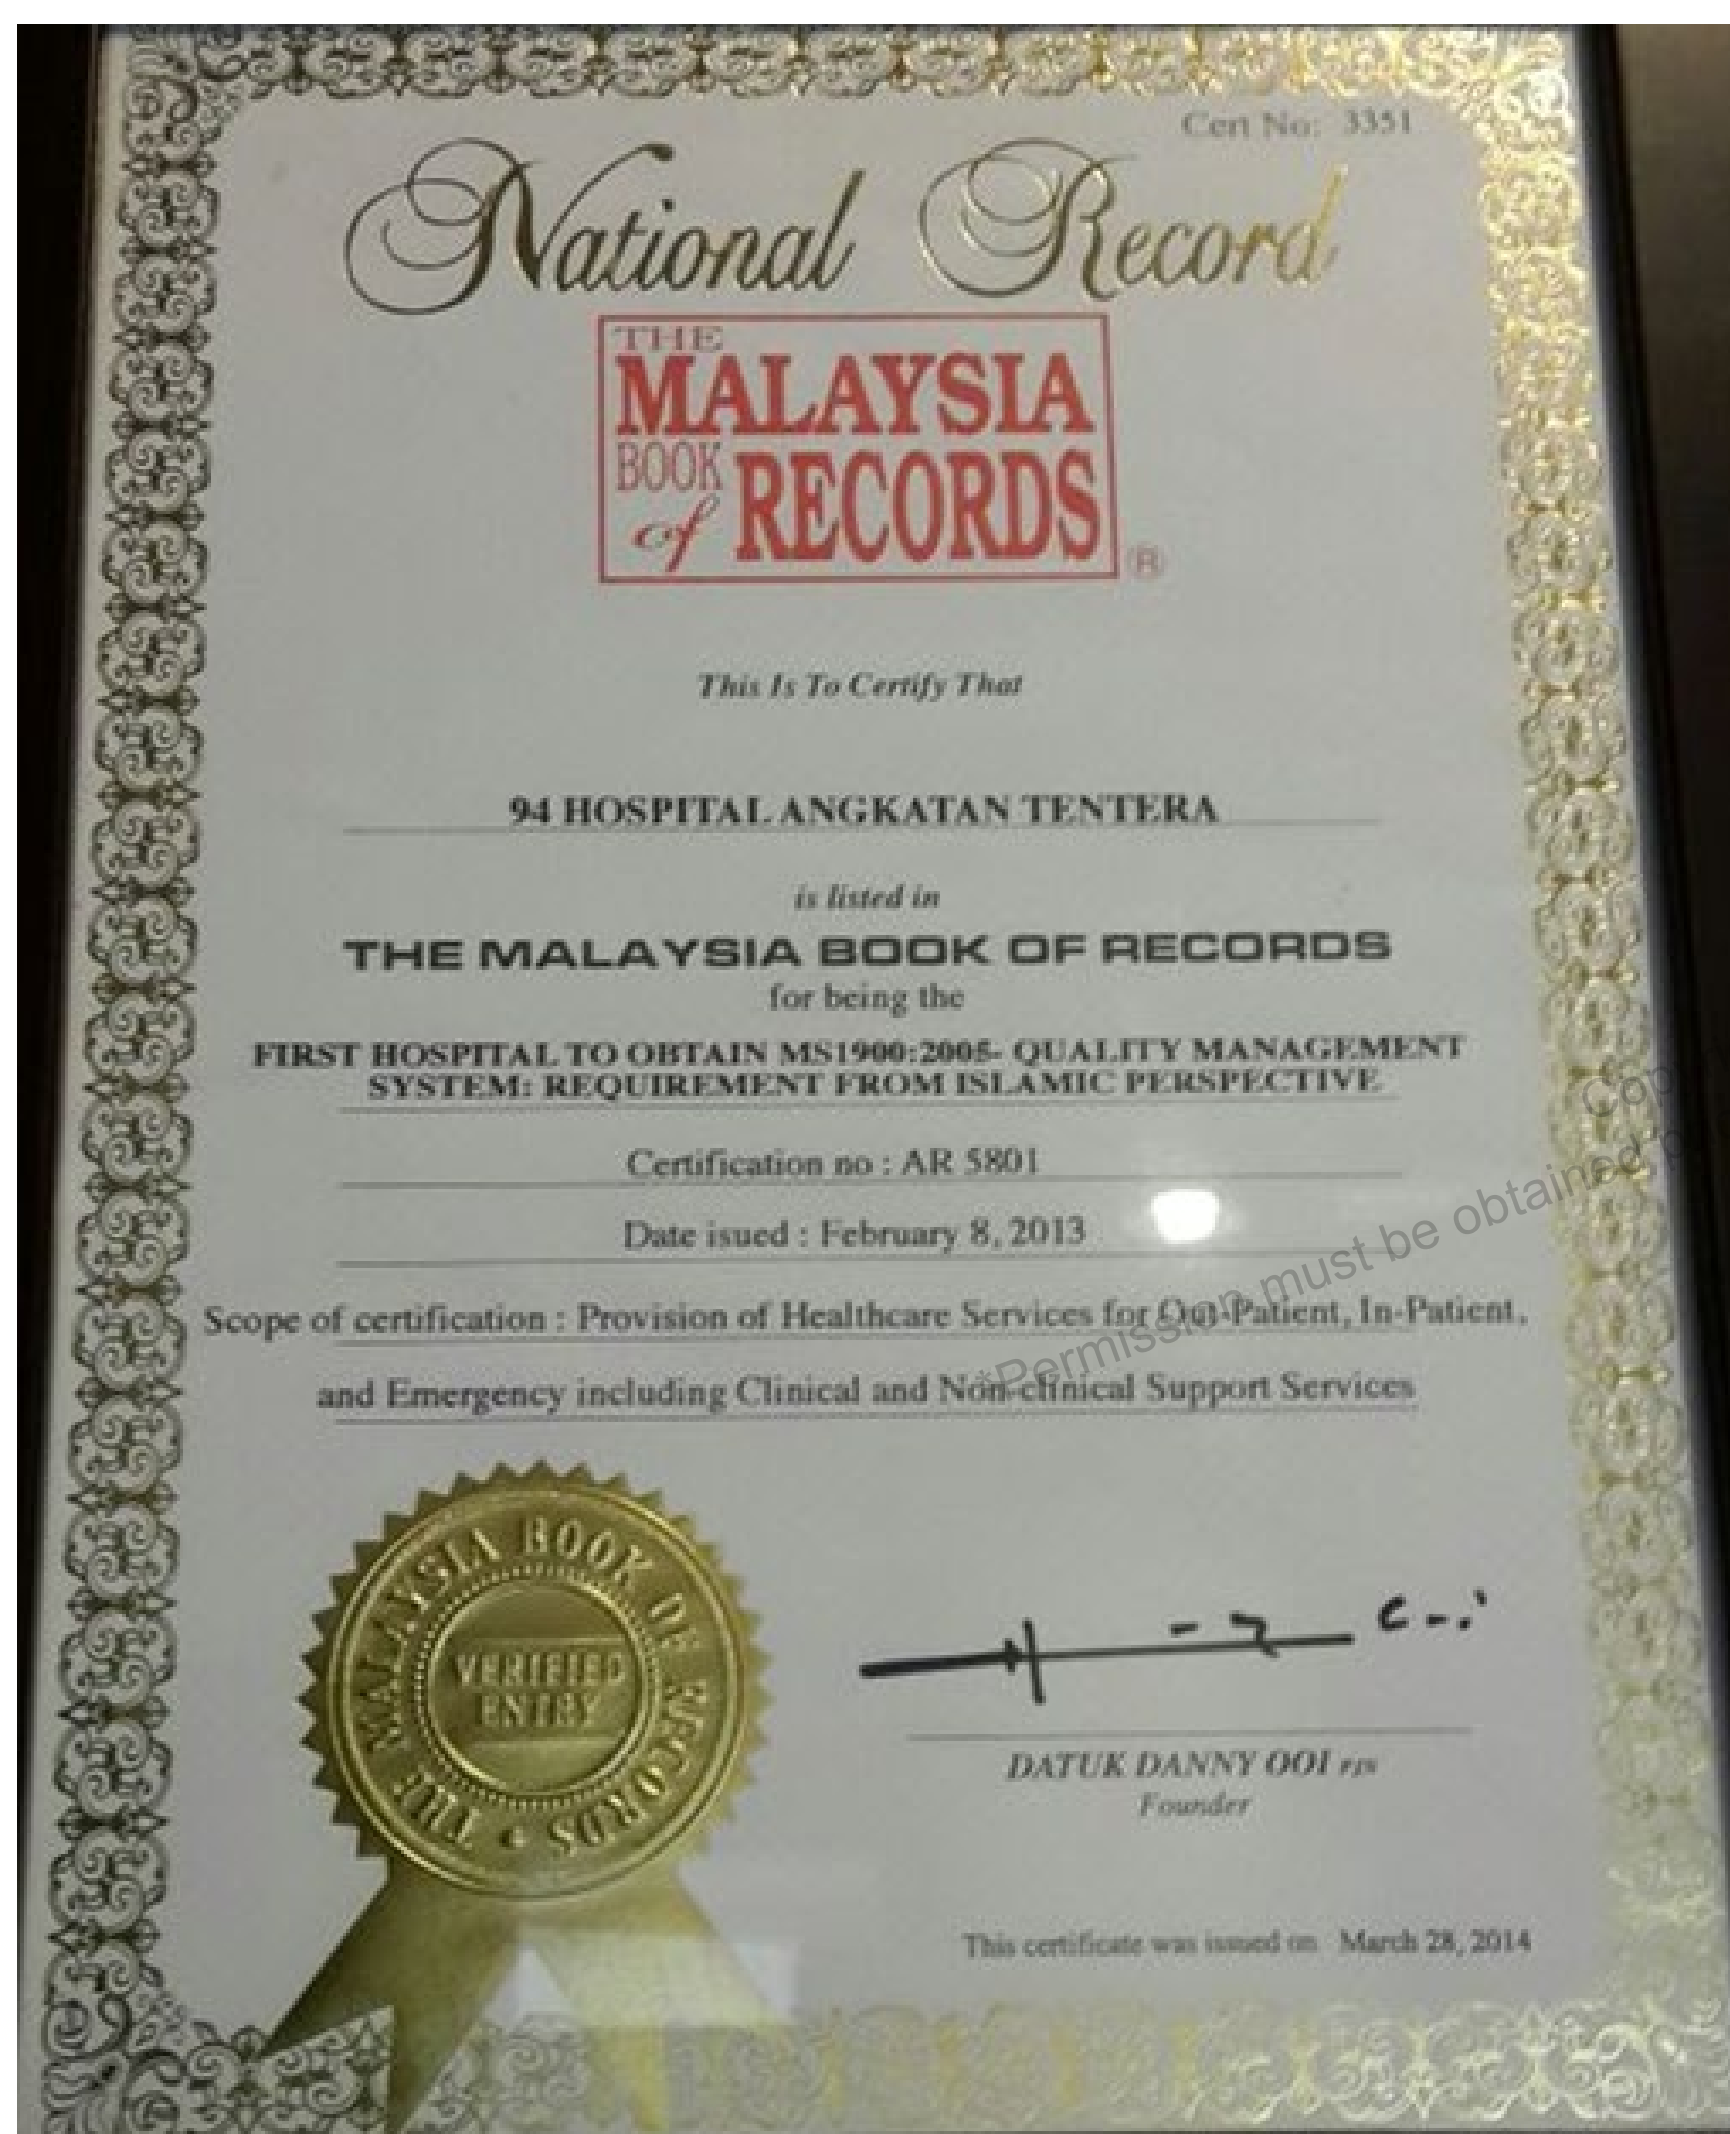 Cert No: 3351
National Record
THE
MALAYSIA
BOOK
of RECORDS ®
This Is To Certify That
94 HOSPITAL ANGKATAN TENTERA
is listed in
THE MALAYSIA BOOK OF RECORDS
for being the
FIRST HOSPITAL TO OBTAIN MS1900:2005- QUALITY MANAGEMENT
SYSTEM: REQUIREMENT FROM ISLAMIC PERSPECTIVE
Certification no : AR 5801
Date issued : February 8, 2013
Scope of certification : Provision of Healthcare Services for Out-Patient, In-Patient,
and Emergency including Clinical and Non-clinical Support Services
THE MALAYSIA BOOK OF RECORDS
VERIFIED
ENTRY
DATUK DANNY OOI
Founder
This certificate was issued on March 28, 2014
*Permission must be obtained